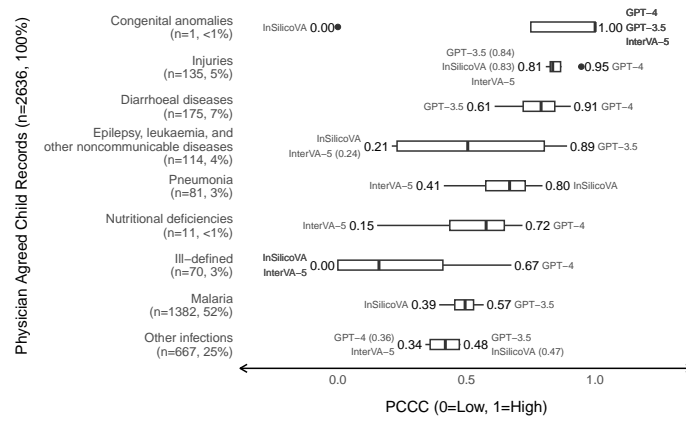 Physician Agreed Child Records (n=2636, 100%)
Congenital anomalies
(n=1, <1%)
InSilicoVA 0.00
1.00
GPT−4
GPT−3.5
InterVA−5
Injuries
(n=135, 5%)
GPT−3.5 (0.84)
InSilicoVA (0.83) 0.81
InterVA−5
0.95 GPT−4
Diarrhoeal diseases
(n=175, 7%)
GPT−3.5 0.61
0.91 GPT−4
Epilepsy, leukaemia, and
other noncommunicable diseases
(n=114, 4%)
InSilicoVA 0.21
InterVA−5 (0.24)
0.89 GPT−3.5
Pneumonia
(n=81, 3%)
InterVA−5 0.41
0.80 InSilicoVA
Nutritional deficiencies
(n=11, <1%)
InterVA−5 0.15
0.72 GPT−4
Ill−defined
(n=70, 3%)
InSilicoVA 0.00
InterVA−5
0.67 GPT−4
Malaria
(n=1382, 52%)
InSilicoVA 0.39
0.57 GPT−3.5
Other infections
(n=667, 25%)
GPT−4 (0.36) 0.34
InterVA−5
0.48 GPT−3.5
InSilicoVA (0.47)
0.0 0.5 1.0
PCCC (0=Low, 1=High)